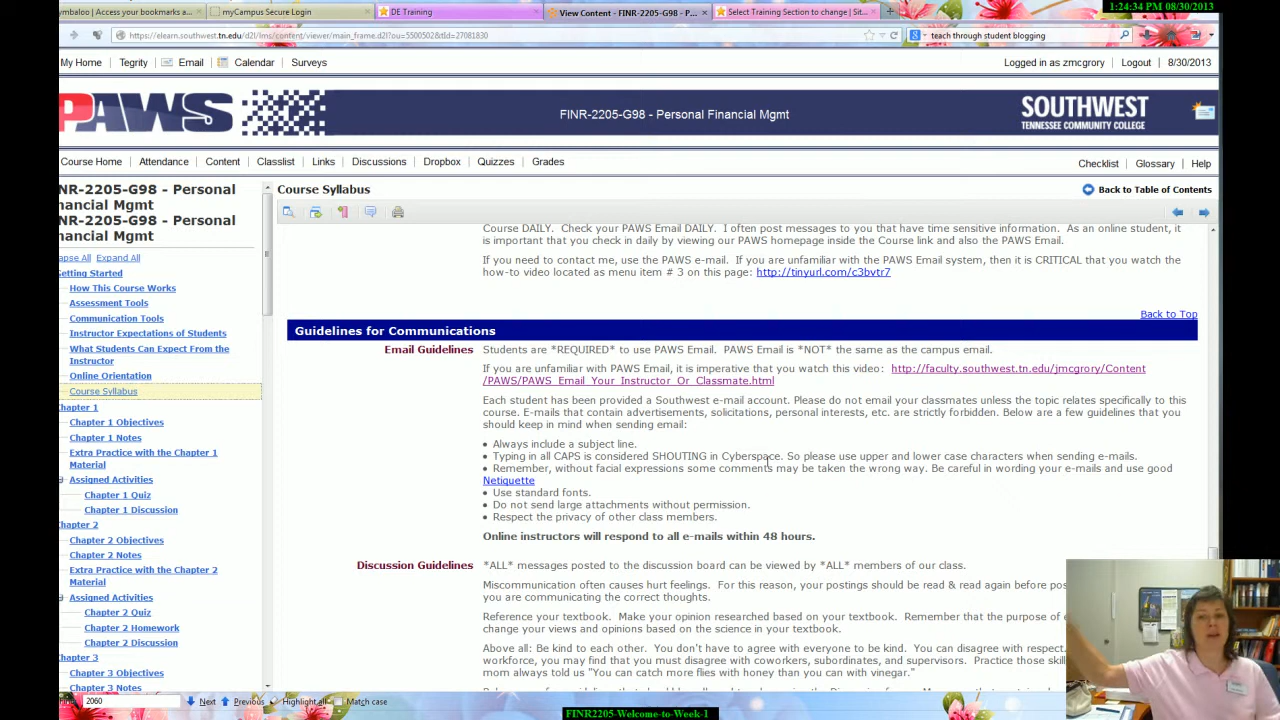 1:24:34 PM 08/30/2013
ymbaloo | Access your bookmarks a...
myCampus Secure Login
DE Training
View Content - FINR-2205-G98 - P...
Select Training Section to change | Sit...
https://elearn.southwest.tn.edu/d2l/lms/content/viewer/main_frame.d2l?ou=5500502&tId=27081830
teach through student blogging
My Home Tegrity Email Calendar Surveys
Logged in as zmcgrory Logout 8/30/2013
PAWS
FINR-2205-G98 - Personal Financial Mgmt
SOUTHWEST
TENNESSEE COMMUNITY COLLEGE
Course Home Attendance Content Classlist Links Discussions Dropbox Quizzes Grades
Checklist Glossary Help
NR-2205-G98 - Personal
nancial Mgmt
NR-2205-G98 - Personal
nancial Mgmt
apse All Expand All
Getting Started
How This Course Works
Assessment Tools
Communication Tools
Instructor Expectations of Students
What Students Can Expect From the
Instructor
Online Orientation
Course Syllabus
Chapter 1
Chapter 1 Objectives
Chapter 1 Notes
Extra Practice with the Chapter 1
Material
Assigned Activities
Chapter 1 Quiz
Chapter 1 Discussion
Chapter 2
Chapter 2 Objectives
Chapter 2 Notes
Extra Practice with the Chapter 2
Material
Assigned Activities
Chapter 2 Quiz
Chapter 2 Homework
Chapter 2 Discussion
Chapter 3
Chapter 3 Objectives
Chapter 3 Notes
Course Syllabus
Back to Table of Contents
Course DAILY. Check your PAWS Email DAILY. I often post messages to you that have time sensitive information. As an online student, it
is important that you check in daily by viewing our PAWS homepage inside the Course link and also the PAWS Email.
If you need to contact me, use the PAWS e-mail. If you are unfamiliar with the PAWS Email system, then it is CRITICAL that you watch the
how-to video located as menu item # 3 on this page: http://tinyurl.com/c3bvtr7
Back to Top
Guidelines for Communications
Email Guidelines
Students are *REQUIRED* to use PAWS Email. PAWS Email is *NOT* the same as the campus email.
If you are unfamiliar with PAWS Email, it is imperative that you watch this video: http://faculty.southwest.tn.edu/jmcgrory/Content
/PAWS/PAWS_Email_Your_Instructor_Or_Classmate.html
Each student has been provided a Southwest e-mail account. Please do not email your classmates unless the topic relates specifically to this
course. E-mails that contain advertisements, solicitations, personal interests, etc. are strictly forbidden. Below are a few guidelines that you
should keep in mind when sending email:
• Always include a subject line.
• Typing in all CAPS is considered SHOUTING in Cyberspace. So please use upper and lower case characters when sending e-mails.
• Remember, without facial expressions some comments may be taken the wrong way. Be careful in wording your e-mails and use good
Netiquette
• Use standard fonts.
• Do not send large attachments without permission.
• Respect the privacy of other class members.
Online instructors will respond to all e-mails within 48 hours.
Discussion Guidelines
*ALL* messages posted to the discussion board can be viewed by *ALL* members of our class.
Miscommunication often causes hurt feelings. For this reason, your postings should be read & read again before pos
you are communicating the correct thoughts.
Reference your textbook. Make your opinion researched based on your textbook. Remember that the purpose of e
change your views and opinions based on the science in your textbook.
Above all: Be kind to each other. You don't have to agree with everyone to be kind. You can disagree with respect.
workforce, you may find that you must disagree with coworkers, subordinates, and supervisors. Practice those skil
mom always told us "You can catch more flies with honey than you can with vinegar."
2060 Next Previous Highlight all Match case
FINR2205-Welcome-to-Week-1